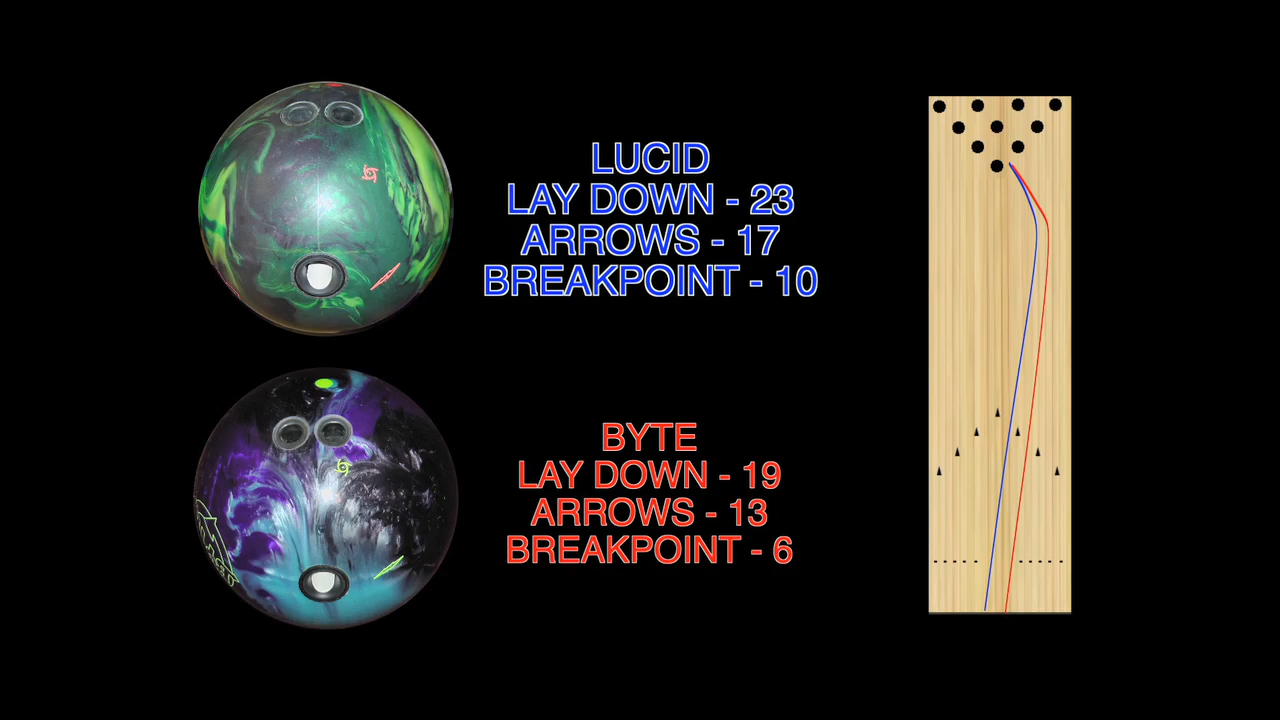 LUCID
LAY DOWN - 23
ARROWS - 17
BREAKPOINT - 10
BYTE
LAY DOWN - 19
ARROWS - 13
BREAKPOINT - 6